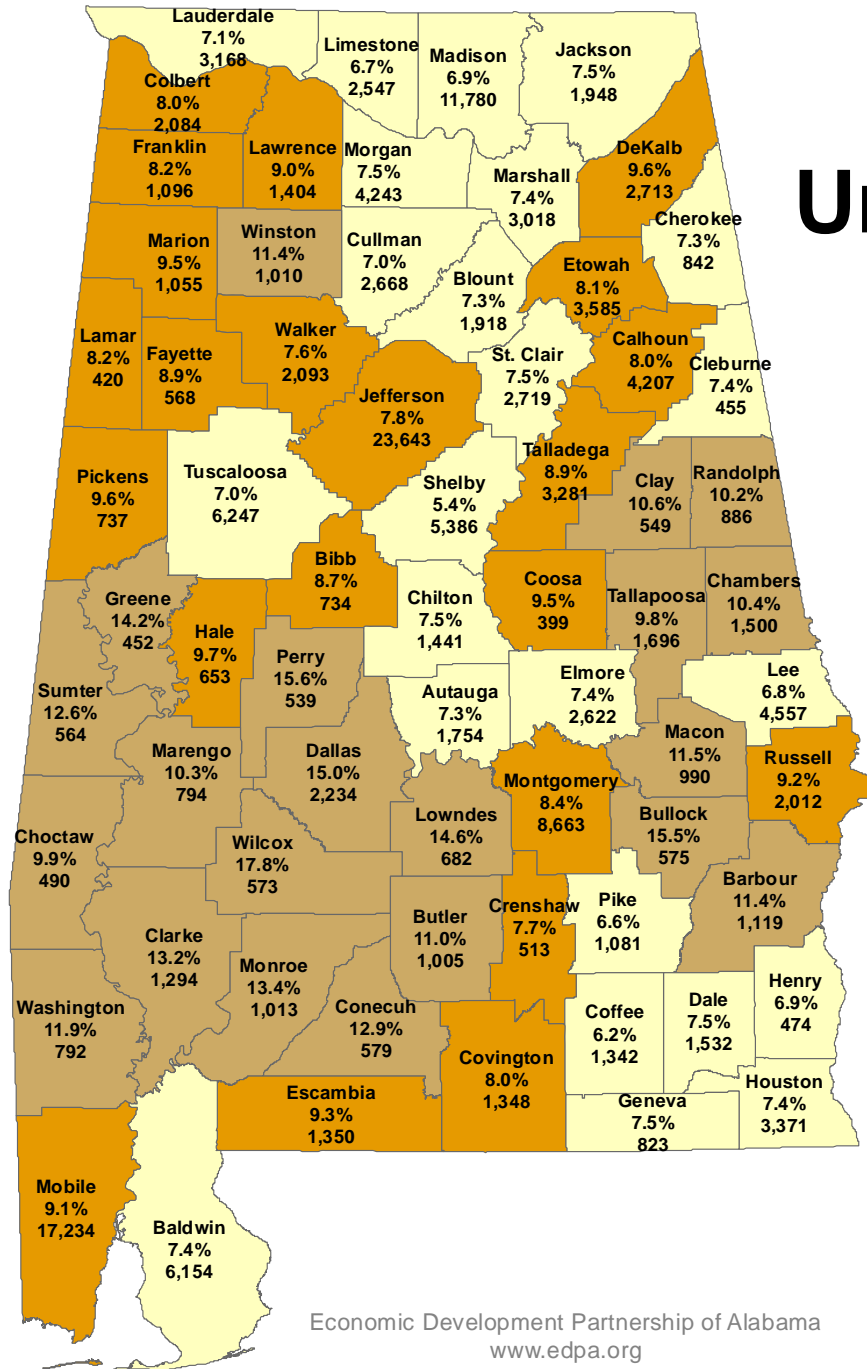 Lauderdale
7.1%
3,168
Limestone
6.7%
2,547
Madison
6.9%
11,780
Jackson
7.5%
1,948
Colbert
8.0%
2,084
Franklin
8.2%
1,096
Lawrence
9.0%
1,404
Morgan
7.5%
4,243
Marshall
7.4%
3,018
DeKalb
9.6%
2,713
Un
Cherokee
7.3%
842
Marion
9.5%
1,055
Winston
11.4%
1,010
Cullman
7.0%
2,668
Blount
7.3%
1,918
Etowah
8.1%
3,585
Lamar
8.2%
420
Fayette
8.9%
568
Walker
7.6%
2,093
Jefferson
7.8%
23,643
St. Clair
7.5%
2,719
Calhoun
8.0%
4,207
Cleburne
7.4%
455
Pickens
9.6%
737
Tuscaloosa
7.0%
6,247
Shelby
5.4%
5,386
Talladega
8.9%
3,281
Clay
10.6%
549
Randolph
10.2%
886
Bibb
8.7%
734
Chilton
7.5%
1,441
Coosa
9.5%
399
Tallapoosa
9.8%
1,696
Chambers
10.4%
1,500
Greene
14.2%
452
Hale
9.7%
653
Perry
15.6%
539
Sumter
12.6%
564
Autauga
7.3%
1,754
Elmore
7.4%
2,622
Lee
6.8%
4,557
Marengo
10.3%
794
Dallas
15.0%
2,234
Macon
11.5%
990
Russell
9.2%
2,012
Montgomery
8.4%
8,663
Lowndes
14.6%
682
Bullock
15.5%
575
Choctaw
9.9%
490
Wilcox
17.8%
573
Barbour
11.4%
1,119
Butler
11.0%
1,005
Crenshaw
7.7%
513
Pike
6.6%
1,081
Clarke
13.2%
1,294
Monroe
13.4%
1,013
Henry
6.9%
474
Washington
11.9%
792
Conecuh
12.9%
579
Coffee
6.2%
1,342
Dale
7.5%
1,532
Covington
8.0%
1,348
Escambia
9.3%
1,350
Geneva
7.5%
823
Houston
7.4%
3,371
Mobile
9.1%
17,234
Baldwin
7.4%
6,154
Economic Development Partnership of Alabama
www.edpa.org